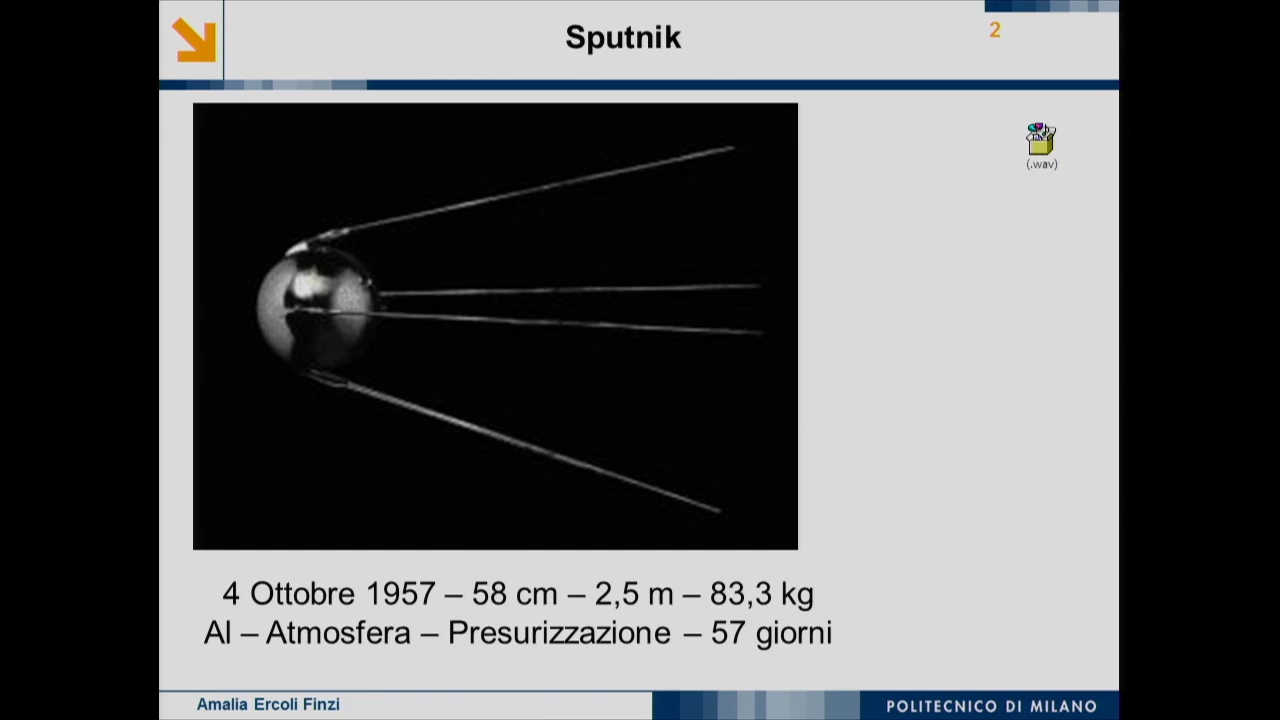 Sputnik
2
(.wav)
4 Ottobre 1957 – 58 cm – 2,5 m – 83,3 kg
Al – Atmosfera – Presurizzazione – 57 giorni
Amalia Ercoli Finzi
POLITECNICO DI MILANO